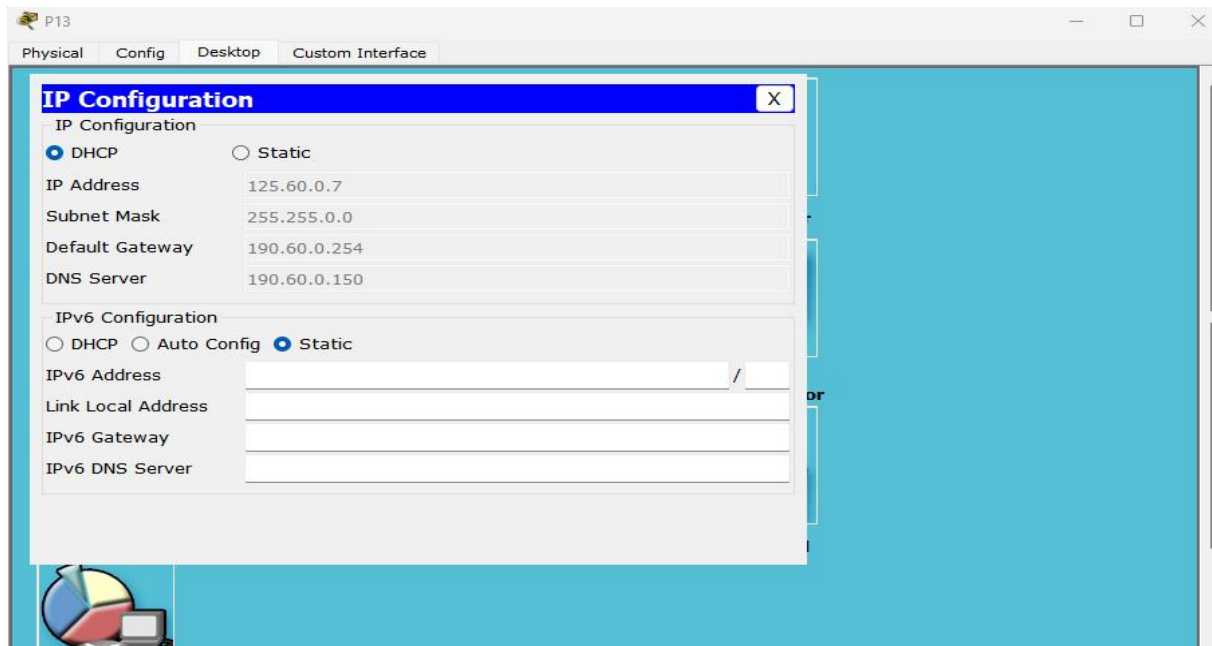 P13
Physical Config Desktop Custom Interface
IP Configuration X
IP Configuration
DHCP Static
IP Address 125.60.0.7
Subnet Mask 255.255.0.0
Default Gateway 190.60.0.254
DNS Server 190.60.0.150
IPv6 Configuration
DHCP Auto Config Static
IPv6 Address /
Link Local Address
IPv6 Gateway
IPv6 DNS Server
or